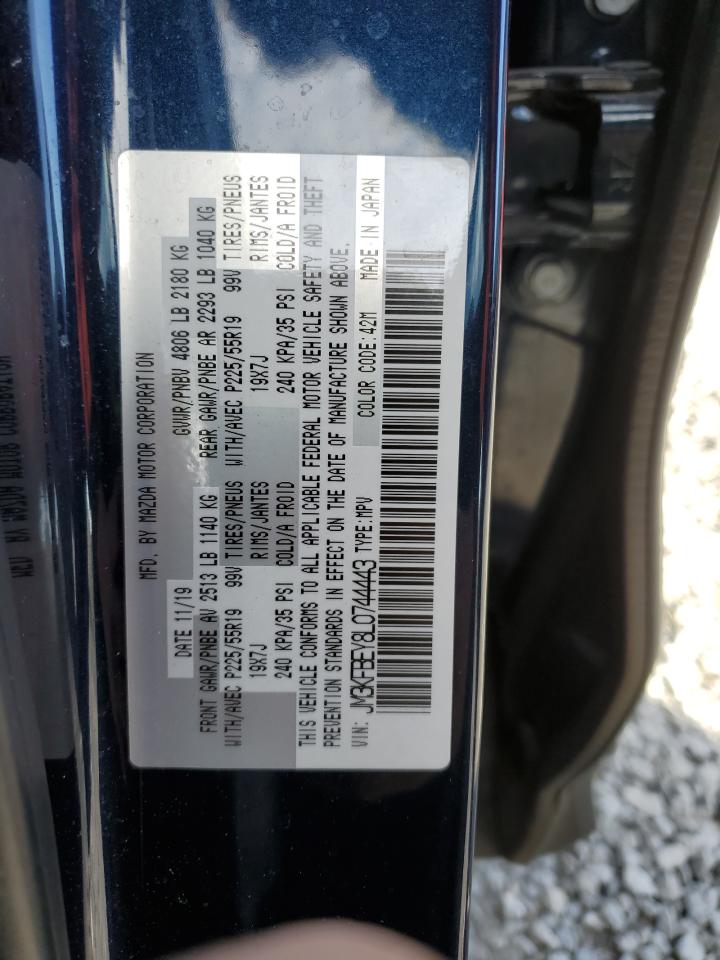 MFD. BY MAZDA MOTOR CORPORATION
DATE 11/19 GVWR/PNBV 4806 LB 2180 KG
FRONT GAWR/PNBE AV 2513 LB 1140 KG REAR GAWR/PNBE AR 2293 LB 1040 KG
WITH/AVEC P225/55R19 99V TIRES/PNEUS WITH/AVEC P225/55R19 99V TIRES/PNEUS
19X7J RIMS/JANTES 19X7J RIMS/JANTES
240 KPA/35 PSI COLD/A FROID 240 KPA/35 PSI COLD/A FROID
THIS VEHICLE CONFORMS TO ALL APPLICABLE FEDERAL MOTOR VEHICLE SAFETY AND THEFT
PREVENTION STANDARDS IN EFFECT ON THE DATE OF MANUFACTURE SHOWN ABOVE.
VIN: JM3KFBEY8L0744443 TYPE:MPV COLOR CODE:42M MADE IN JAPAN